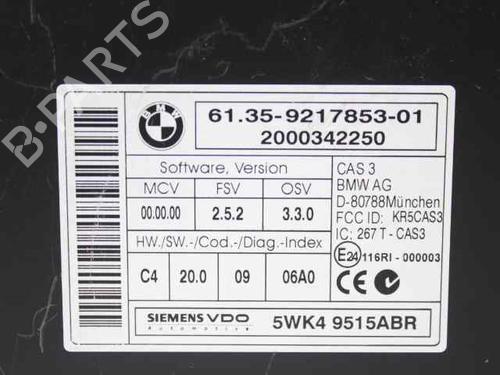 B-PARTS
BMW
61.35-9217853-01
2000342250
Software, Version
MCV FSV OSV
00.00.00 2.5.2 3.3.0
HW./SW.-/Cod.-/Diag.-Index
C4 20.0 09 06A0
SIEMENS VDO
Automotive
CAS 3
BMW AG
D-80788München
FCC ID: KR5CAS3
IC: 267 T - CAS3
E24 116RI - 000003
CE
5WK4 9515ABR